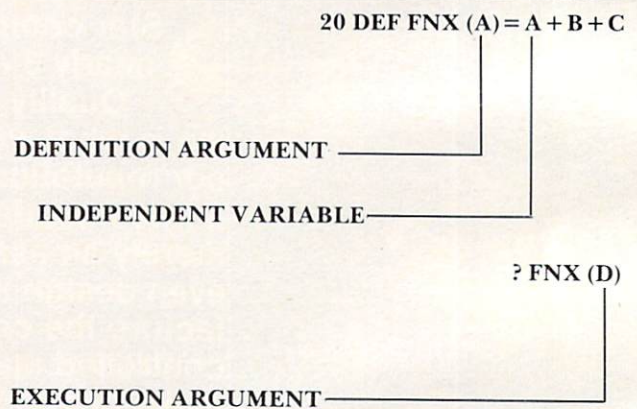 20 DEF FNX (A)=A+B+C
DEFINITION ARGUMENT
INDEPENDENT VARIABLE
? FNX (D)
EXECUTION ARGUMENT